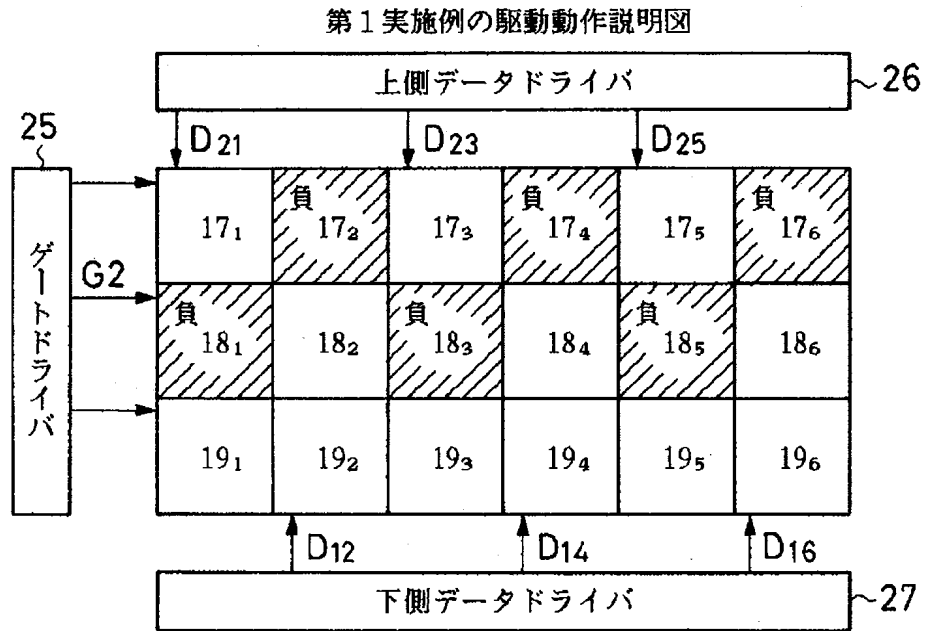 第1実施例の駆動動作説明図
上側データドライバ
26
25
D21 D23 D25
ゲートドライバ
G2
17₁ 負 17₂ 17₃ 負 17₄ 17₅ 負 17₆
負 18₁ 18₂ 負 18₃ 18₄ 負 18₅ 18₆
19₁ 19₂ 19₃ 19₄ 19₅ 19₆
D12 D14 D16
下側データドライバ
27